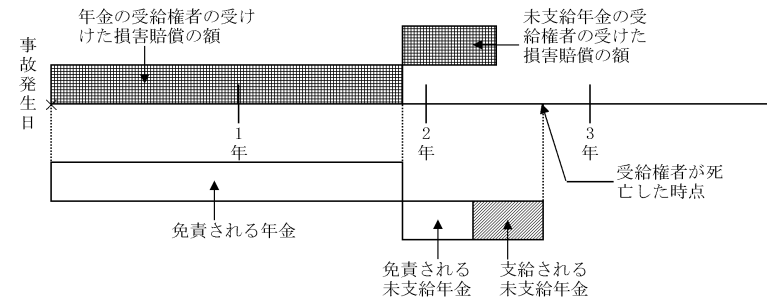 年金の受給権者の受け
けた損害賠償の額
未支給年金の受
給権者の受けた
損害賠償の額
事故発生日
1
年
2
年
3
年
受給権者が死
亡した時点
免責される年金
免責される
未支給年金
支給される
未支給年金